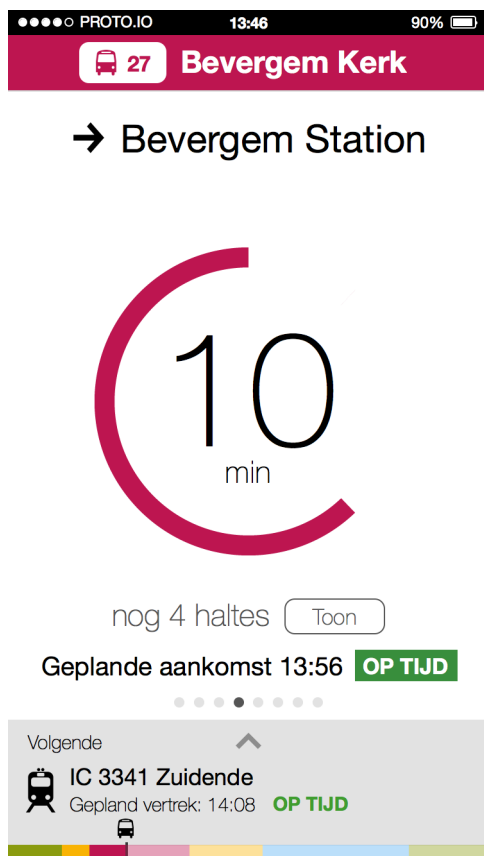 PROTO.IO 13:46 90%
27 Bevergem Kerk
→ Bevergem Station
10
min
nog 4 haltes Toon
Geplande aankomst 13:56 OP TIJD
Volgende
IC 3341 Zuidende
Gepland vertrek: 14:08 OP TIJD